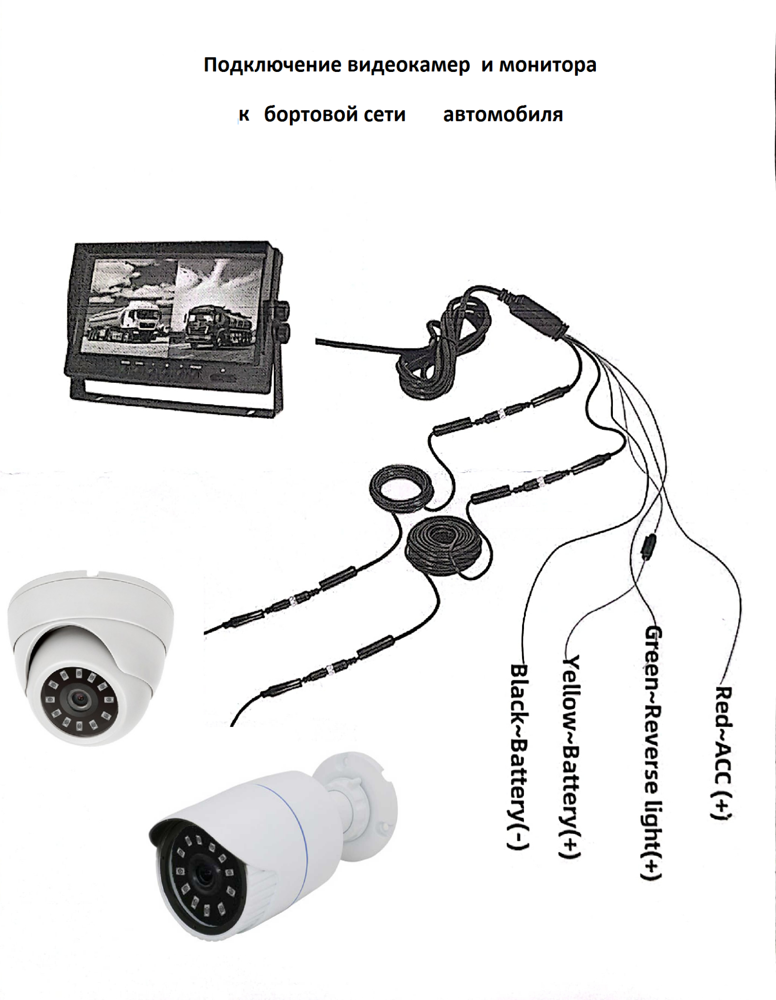 Подключение видеокамер и монитора
к бортовой сети автомобиля
Black~Battery(-)
Yellow~Battery(+)
Green~Reverse light(+)
Red~ACC (+)